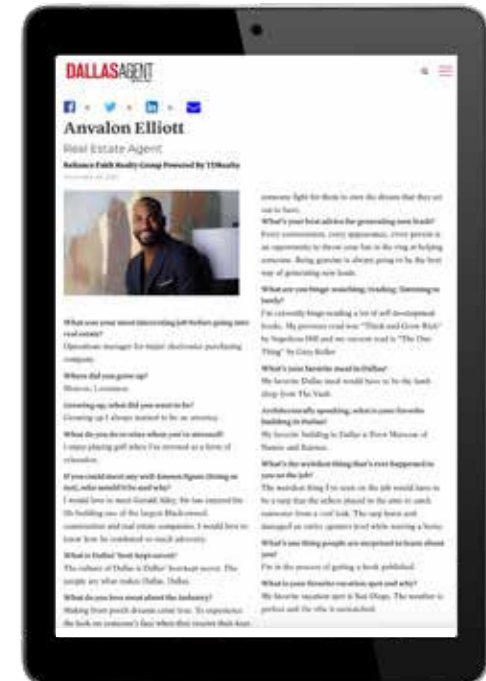 DALLASAGENT
Anvalon Elliott
Real Estate Agent
Reliance Faith Realty Group Powered By TDRealty
What was your most interesting job before going into
real estate?
Operations manager for major electronics purchasing
company.
Where did you grow up?
Monroe, Louisiana.
Growing up, what did you want to be?
Growing up I always wanted to be an attorney.
What do you do to relax when you're stressed?
I enjoy playing golf when I'm stressed as a form of
relaxation.
If you could meet any well-known figure (living or
not), who would it be and why?
I would love to meet Gerald Alley. He has enjoyed the
life building one of the largest Black-owned
construction and real estate companies. I would love to
know how he continued so much adversity.
What is Dallas' best-kept secret?
The culture of Dallas is Dallas' best-kept secret. The
people are what makes Dallas, Dallas.
What do you love most about the industry?
Making front porch dreams come true. To experience
the look on someone's face when they receive their keys
someone fight for them to own the dream that they set
out to have.
What's your best advice for generating new leads?
Every conversation, every appearance, every person is
an opportunity to throw your hat in the ring at helping
someone. Being genuine is always going to be the best
way of generating new leads.
What are you binge-watching/reading/listening to
lately?
I'm currently binge-reading a lot of self-development
books. My previous read was "Think and Grow Rich"
by Napoleon Hill and my current read is "The One
Thing" by Gary Keller
What's your favorite meal in Dallas?
My favorite Dallas meal would have to be the lamb
chop from The Vault.
Architecturally speaking, what is your favorite
building in Dallas?
My favorite building in Dallas is Perot Museum of
Nature and Science.
What's the weirdest thing that's ever happened to
you on the job?
The weirdest thing I've seen on the job would have to
be a tarp that the sellers placed in the attic to catch
rainwater from a roof leak. The tarp burst and
damaged an entire upstairs level while touring a home.
What's one thing people are surprised to learn about
you?
I'm in the process of getting a book published.
What is your favorite vacation spot and why?
My favorite vacation spot is San Diego. The weather is
perfect and the vibe is unmatched.